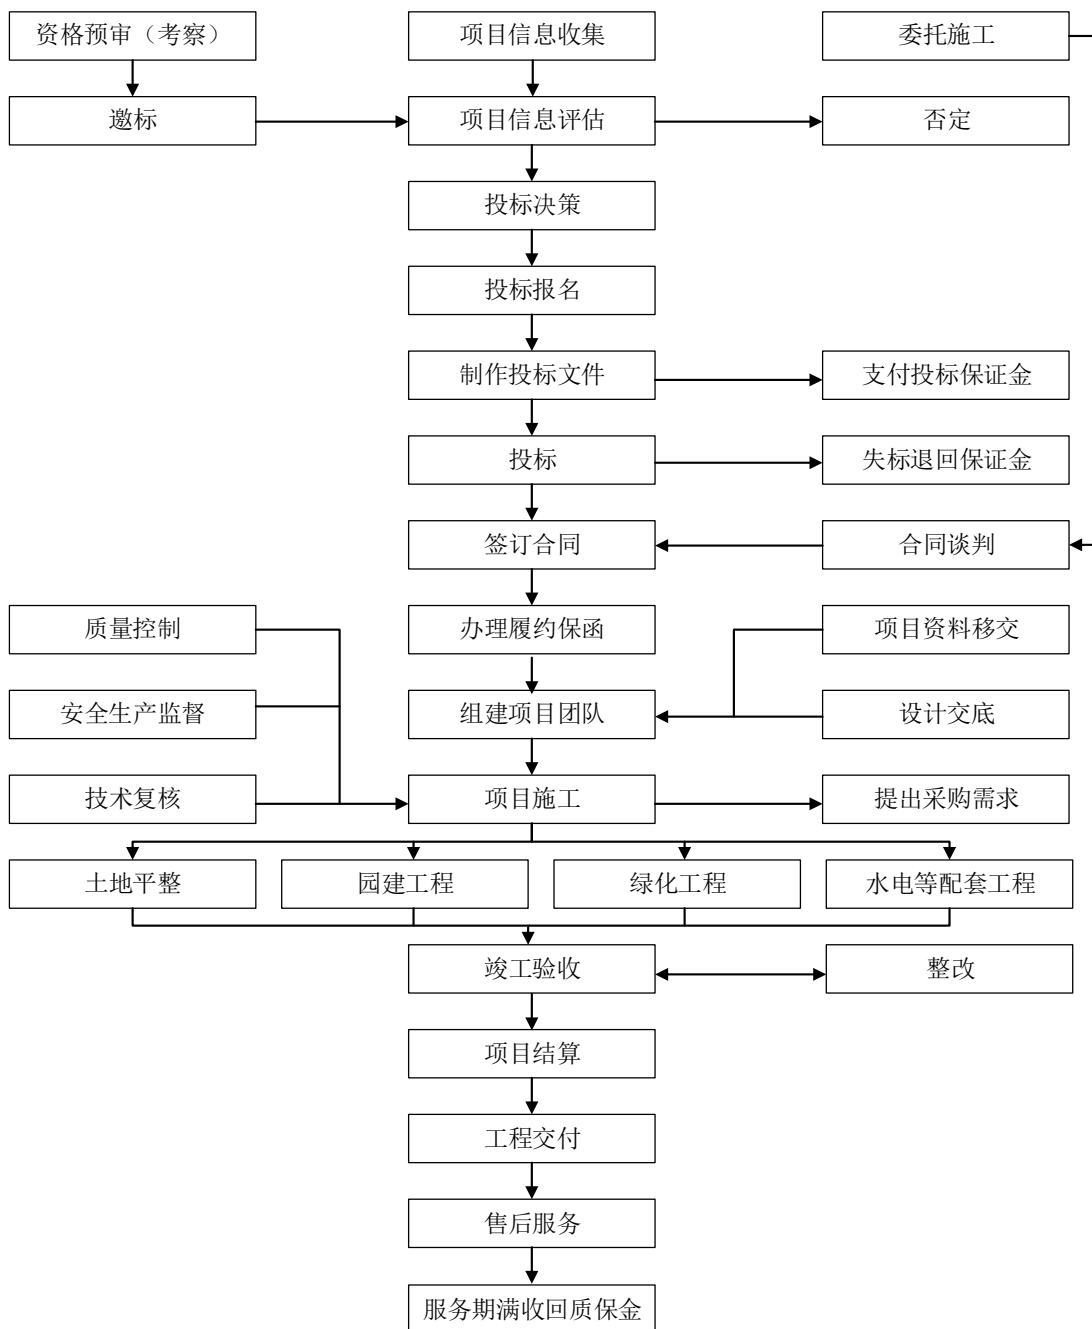 资格预审（考察）
项目信息收集
委托施工
邀标
项目信息评估
否定
投标决策
投标报名
制作投标文件
支付投标保证金
投标
失标退回保证金
签订合同
合同谈判
质量控制
办理履约保函
项目资料移交
安全生产监督
组建项目团队
设计交底
技术复核
项目施工
提出采购需求
土地平整
园建工程
绿化工程
水电等配套工程
竣工验收
整改
项目结算
工程交付
售后服务
服务期满收回质保金